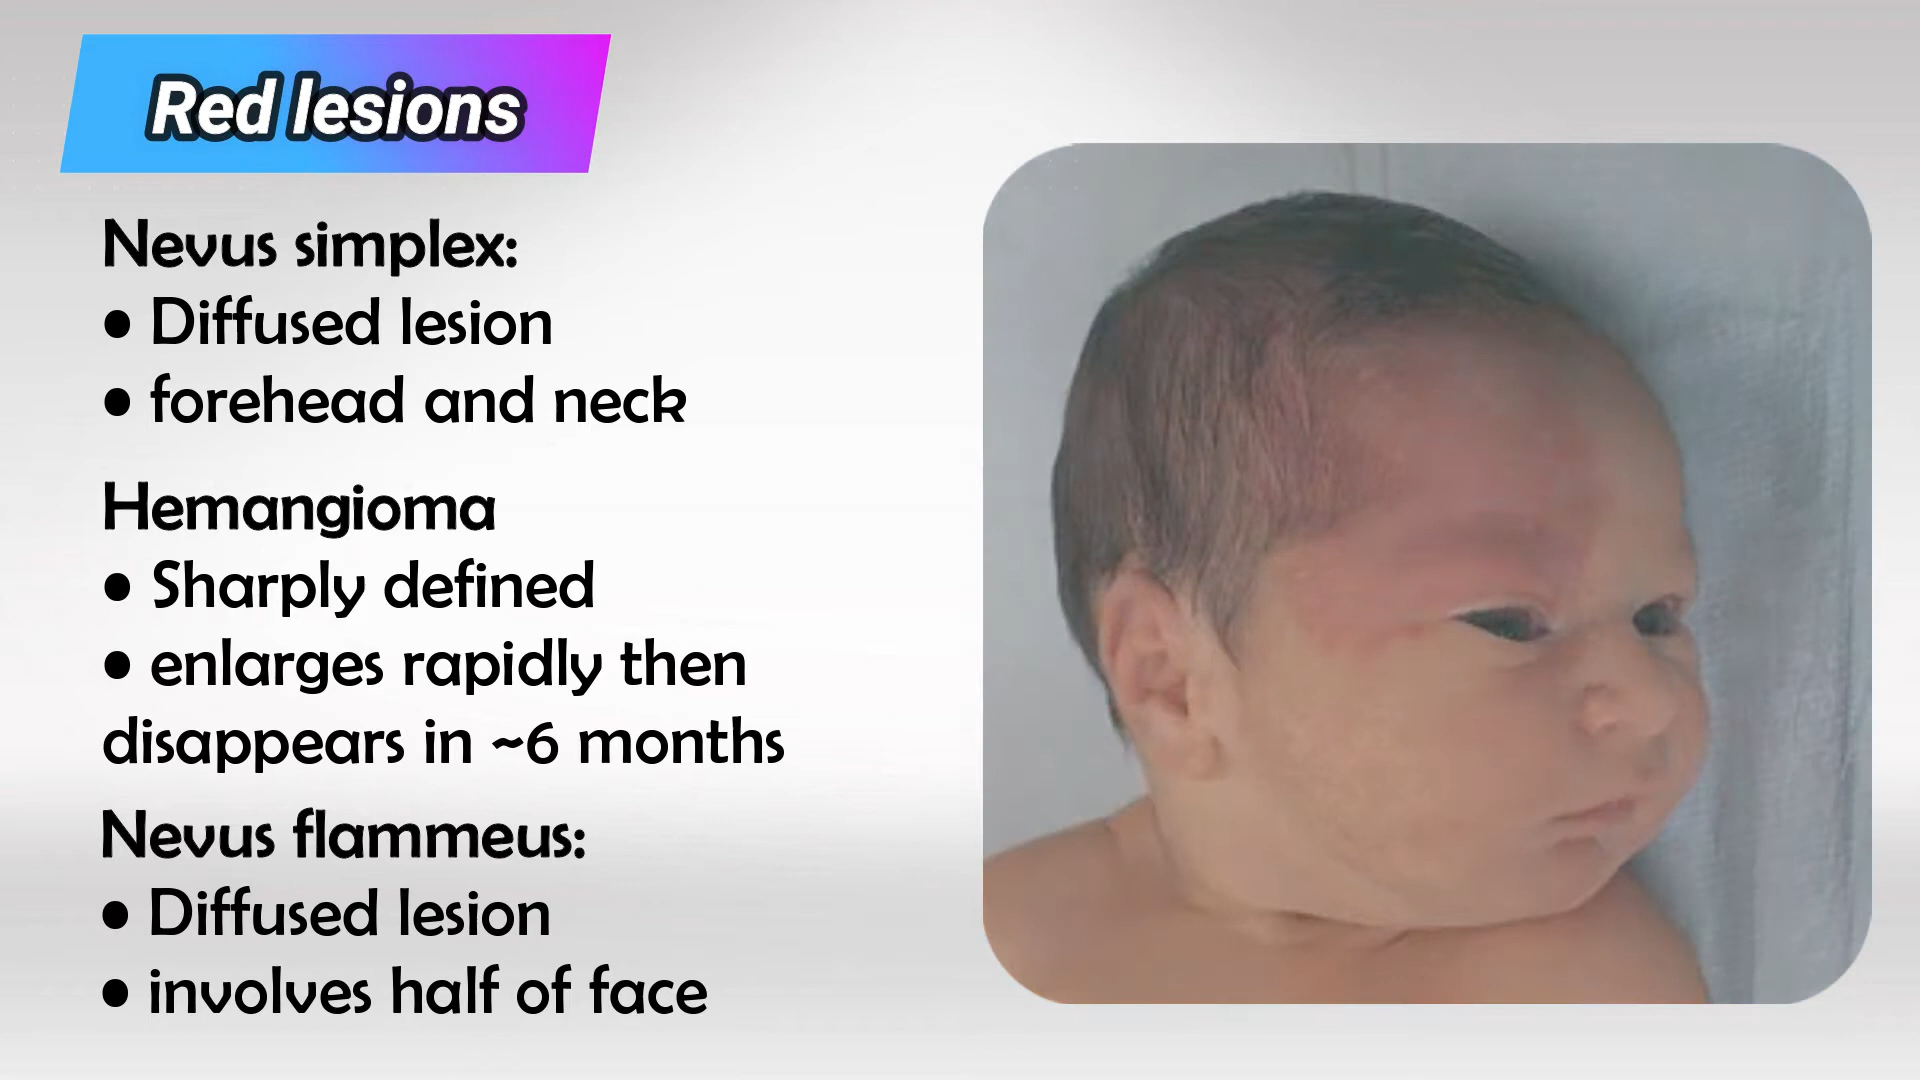 Red lesions
Nevus simplex:
• Diffused lesion
• forehead and neck
Hemangioma
• Sharply defined
• enlarges rapidly then
disappears in ~6 months
Nevus flammeus:
• Diffused lesion
• involves half of face